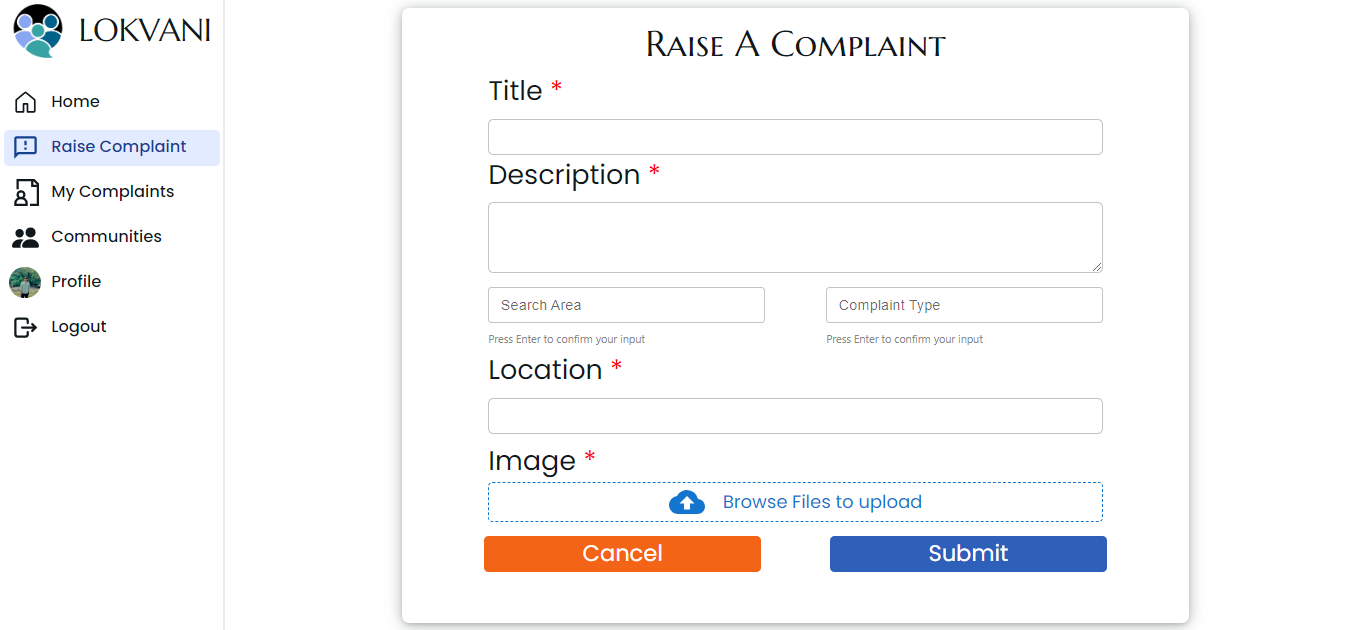 LOKVANI
Home
Raise Complaint
My Complaints
Communities
Profile
Logout
Raise A Complaint
Title *
Description *
Search Area
Complaint Type
Press Enter to confirm your input
Press Enter to confirm your input
Location *
Image *
Browse Files to upload
Cancel
Submit